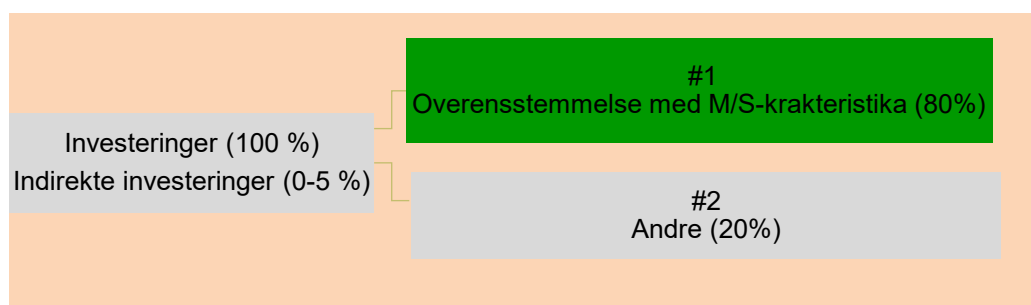 Investeringer (100 %)
Indirekte investeringer (0-5 %)
#1
Overensstemmelse med M/S-krakteristika (80%)
#2
Andre (20%)